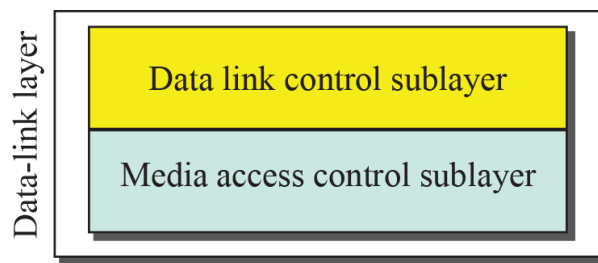 Data-link layer
Data link control sublayer
Media access control sublayer